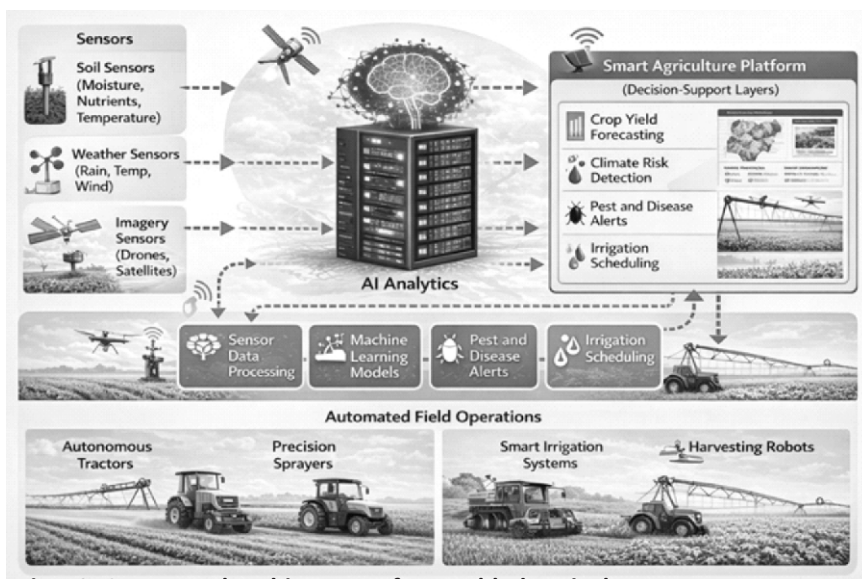 Sensors
Soil Sensors
(Moisture,
Nutrients,
Temperature)
Weather Sensors
(Rain, Temp,
Wind)
Imagery
Sensors
(Drones,
Satellites)
AI Analytics
Smart Agriculture Platform
(Decision-Support Layers)
Crop Yield
Forecasting
Climate Risk
Detection
Pest and Disease
Alerts
Irrigation
Scheduling
Sensor
Data
Processing
Machine
Learning
Models
Pest and
Disease
Alerts
Irrigation
Scheduling
Automated Field Operations
Autonomous
Tractors
Precision
Sprayers
Smart Irrigation
Systems
Harvesting Robots